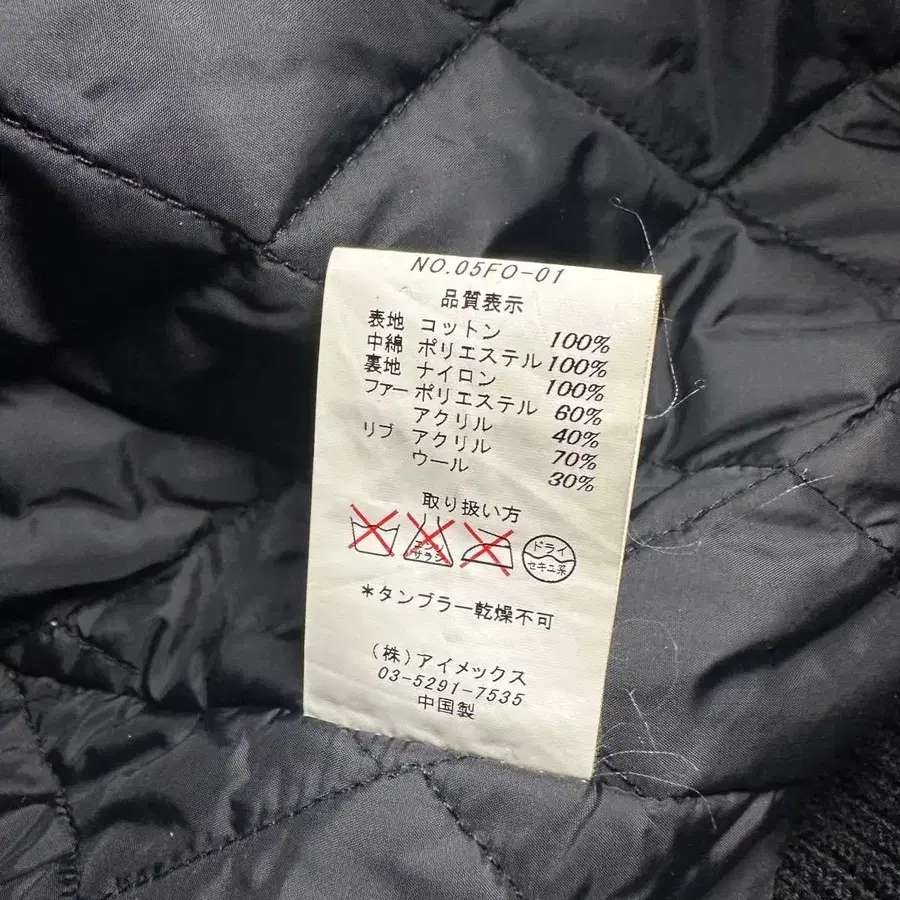 NO.05FO-01
品質表示
表地 コットン 100%
中綿 ポリエステル 100%
裏地 ナイロン 100%
ファー ポリエステル 60%
アクリル 40%
リブ アクリル 70%
ウール 30%
取り扱い方
エンソ サラシ ドライ セキユ系
*タンブラー乾燥不可
(株)アイメックス
03-5291-7535
中国製